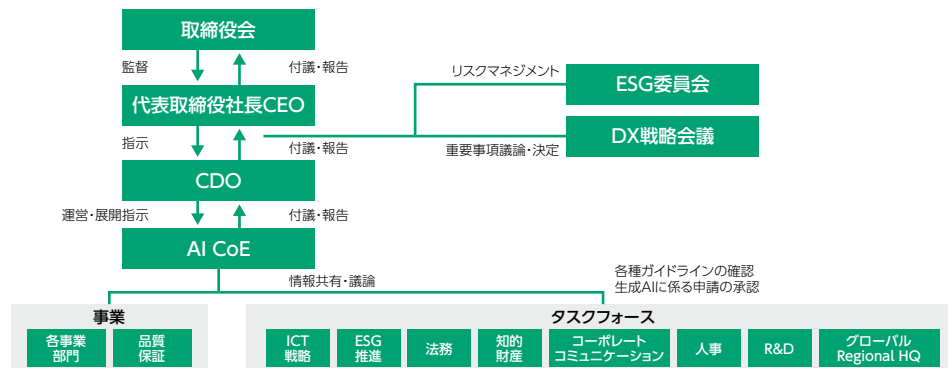 取締役会
監督
付議・報告
リスクマネジメント
ESG委員会
代表取締役社長CEO
指示
付議・報告
重要事項議論・決定
DX戦略会議
CDO
運営・展開指示
付議・報告
AI CoE
情報共有・議論
各種ガイドラインの確認
生成AIに係る申請の承認
事業
各事業
部門
品質
保証
タスクフォース
ICT
戦略
ESG
推進
法務
知的
財産
コーポレート
コミュニケーション
人事
R&D
グローバル
Regional HQ